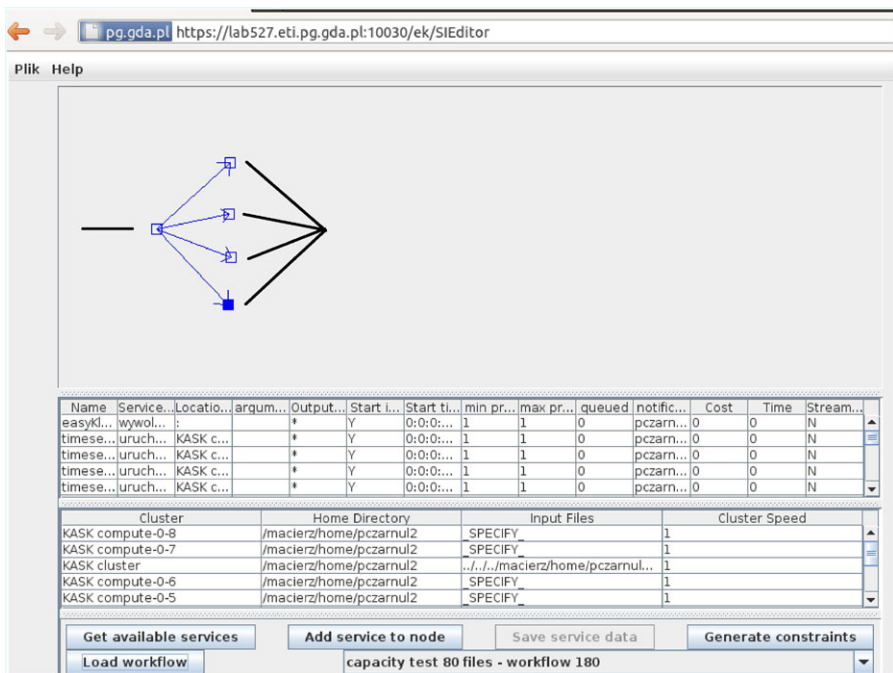 pg.gda.pl https://lab527.eti.pg.gda.pl:10030/ek/SIEditor
Plik Help
Name Service... Locatio... argum... Output... Start i... Start ti... min pr... max pr... queued notific... Cost Time Stream...
easyKl... wywol... : * Y 0:0:0:... 1 1 0 pczarn... 0 0 N
timese... uruch... KASK c... * Y 0:0:0:... 1 1 0 pczarn... 0 0 N
timese... uruch... KASK c... * Y 0:0:0:... 1 1 0 pczarn... 0 0 N
timese... uruch... KASK c... * Y 0:0:0:... 1 1 0 pczarn... 0 0 N
timese... uruch... KASK c... * Y 0:0:0:... 1 1 0 pczarn... 0 0 N
Cluster Home Directory Input Files Cluster Speed
KASK compute-0-8 /macierz/home/pczarnul2 _SPECIFY_ 1
KASK compute-0-7 /macierz/home/pczarnul2 _SPECIFY_ 1
KASK cluster /macierz/home/pczarnul2 ../../../macierz/home/pczarnul... 1
KASK compute-0-6 /macierz/home/pczarnul2 _SPECIFY_ 1
KASK compute-0-5 /macierz/home/pczarnul2 _SPECIFY_ 1
Get available services Add service to node Save service data Generate constraints
Load workflow capacity test 80 files - workflow 180